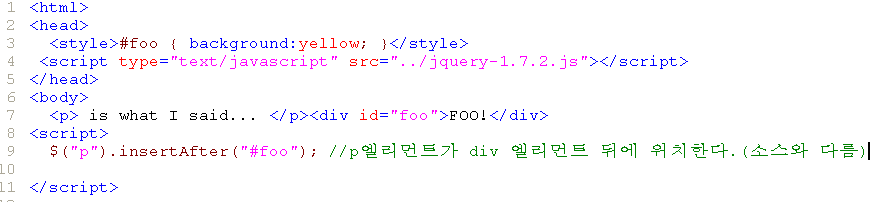 1 <html>
2 <head>
3 <style>#foo { background:yellow; }</style>
4 <script type="text/javascript" src="../jquery-1.7.2.js"></script>
5 </head>
6 <body>
7 <p> is what I said... </p><div id="foo">FOO!</div>
8 <script>
9 $("p").insertAfter("#foo"); //p엘리먼트가 div 엘리먼트 뒤에 위치한다.(소스와 다름)
10
11 </script>
12